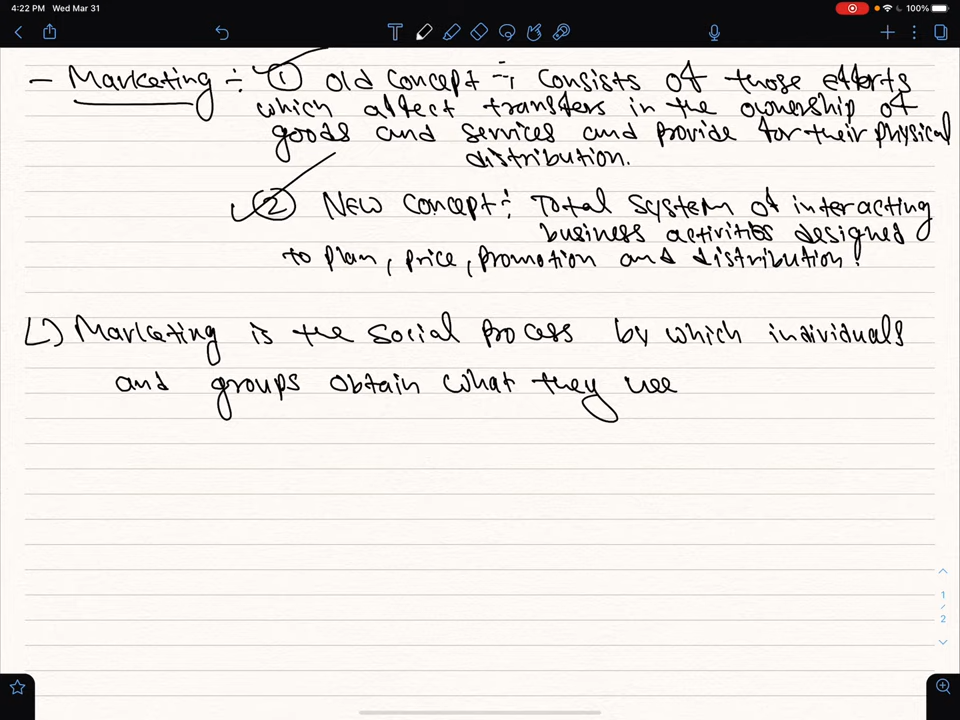 4:22 PM Wed Mar 31
100%
T
- Marketing ÷ ① Old Concept -; Consists of those efforts
which affect transfers in the ownership of
goods and services and provide for their physical
distribution.
② New Concept : Total System of interacting
business activities designed
to plan, price, promotion and distribution.
L) Marketing is the social process by which individuals
and groups obtain what they nee
1
/
2